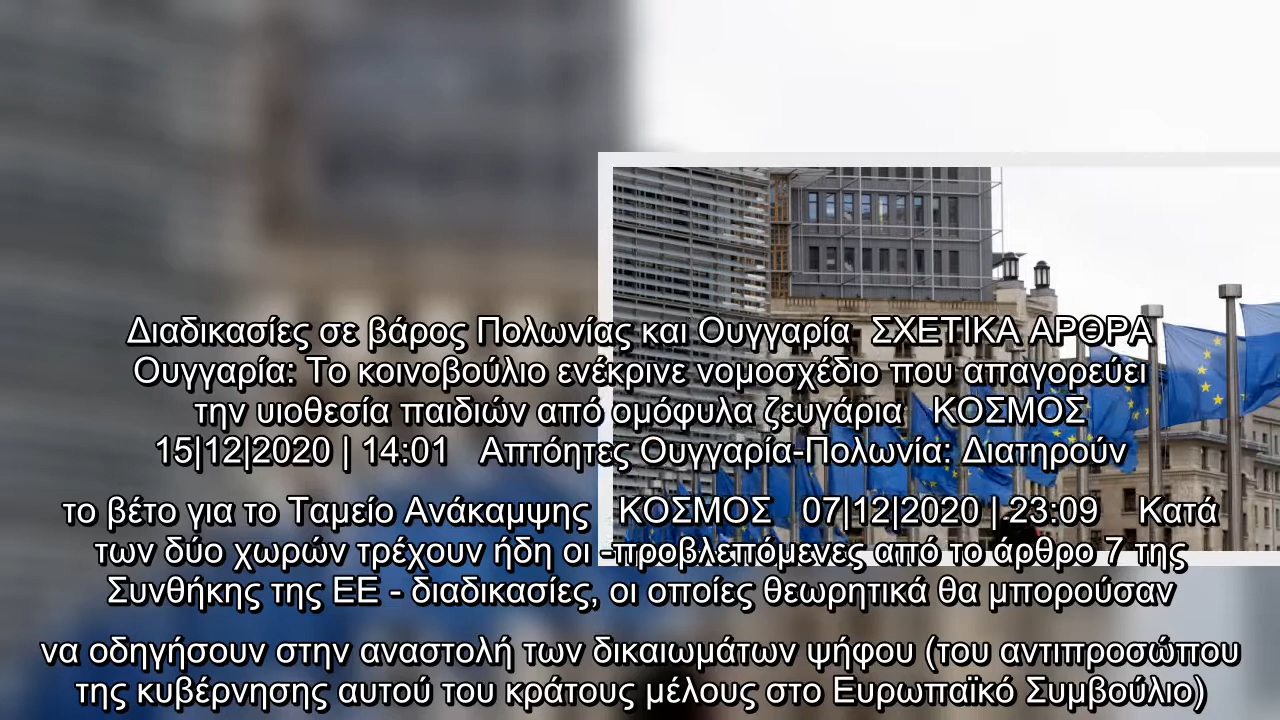 Διαδικασίες σε βάρος Πολωνίας και Ουγγαρία  ΣΧΕΤΙΚΑ ΑΡΘΡΑ
Ουγγαρία: Το κοινοβούλιο ενέκρινε νομοσχέδιο που απαγορεύει
την υιοθεσία παιδιών από ομόφυλα ζευγάρια   ΚΟΣΜΟΣ
15|12|2020 | 14:01   Απτόητες Ουγγαρία-Πολωνία: Διατηρούν
το βέτο για το Ταμείο Ανάκαμψης   ΚΟΣΜΟΣ   07|12|2020 | 23:09    Κατά
των δύο χωρών τρέχουν ήδη οι -προβλεπόμενες από το άρθρο 7 της
Συνθήκης της ΕΕ - διαδικασίες, οι οποίες θεωρητικά θα μπορούσαν
να οδηγήσουν στην αναστολή των δικαιωμάτων ψήφου (του αντιπροσώπου
της κυβέρνησης αυτού του κράτους μέλους στο Ευρωπαϊκό Συμβούλιο)